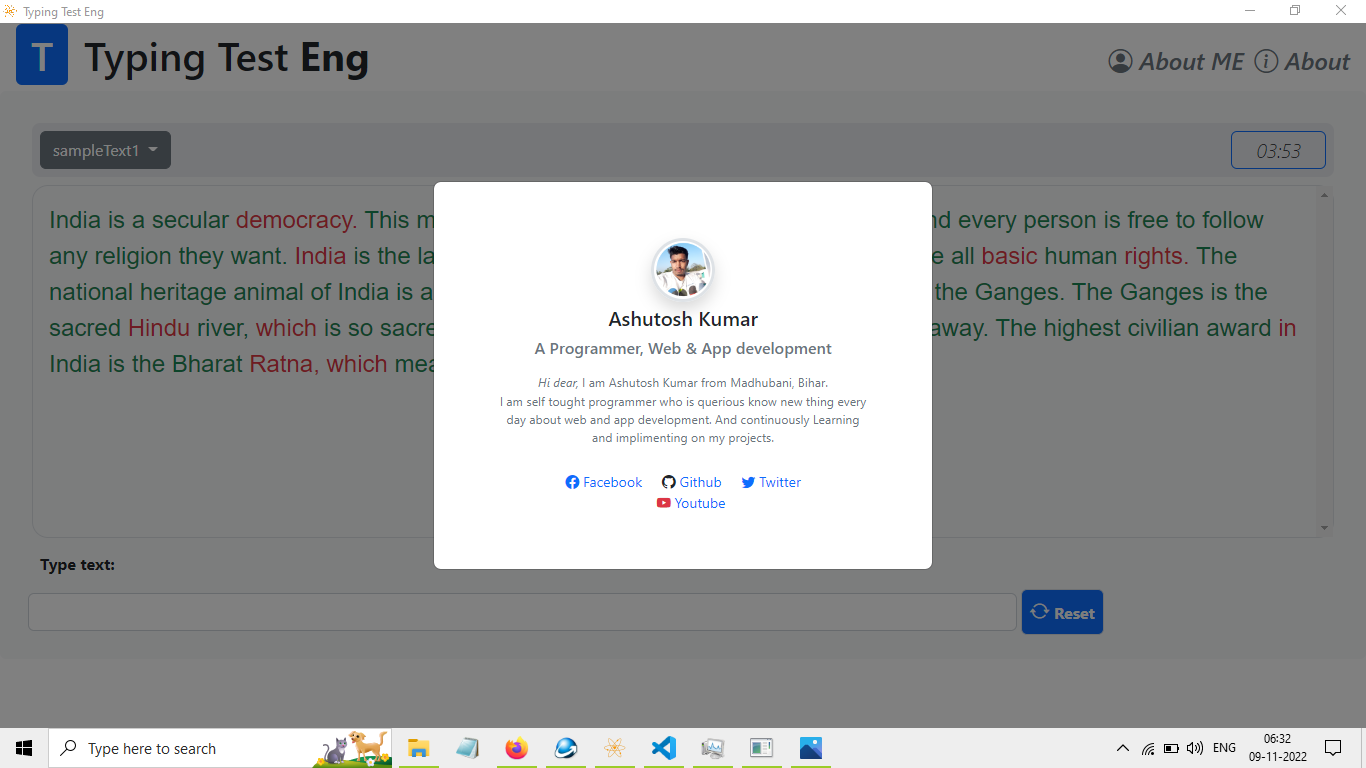 Typing Test Eng
T Typing Test Eng
About ME About
sampleText1
03:53
India is a secular democracy. This m nd every person is free to follow
any religion they want. India is the la e all basic human rights. The
national heritage animal of India is a the Ganges. The Ganges is the
sacred Hindu river, which is so sacre away. The highest civilian award in
India is the Bharat Ratna, which mea
Ashutosh Kumar
A Programmer, Web & App development
Hi dear, I am Ashutosh Kumar from Madhubani, Bihar.
I am self tought programmer who is querious know new thing every
day about web and app development. And continuously Learning
and implimenting on my projects.
Facebook Github Twitter
Youtube
Type text:
Reset
Type here to search
ENG
06:32
09-11-2022